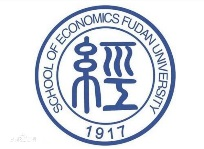 SCHOOL OF ECONOMICS FUDAN UNIVERSITY
經
1917